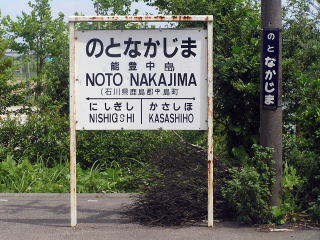 のとなかじま
能登中島
NOTO NAKAJIMA
(石川県鹿島郡中島町
にしぎし かさしほ
NISHIGISHI KASASHIHO
のとなかじま